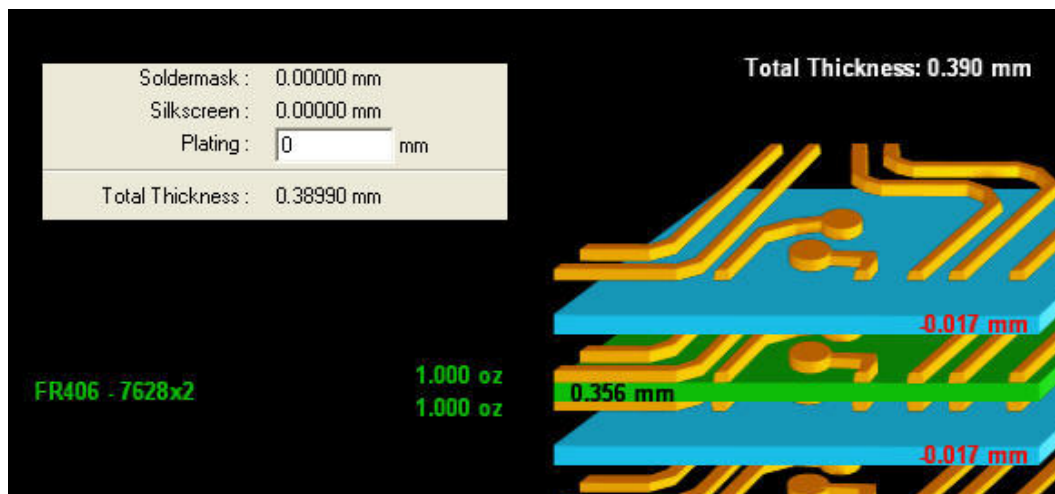 Soldermask : 0.00000 mm
Silkscreen : 0.00000 mm
Plating : 0 mm
Total Thickness : 0.38990 mm
Total Thickness: 0.390 mm
-0.017 mm
FR406 - 7628x2
1.000 oz
1.000 oz
0.356 mm
-0.017 mm